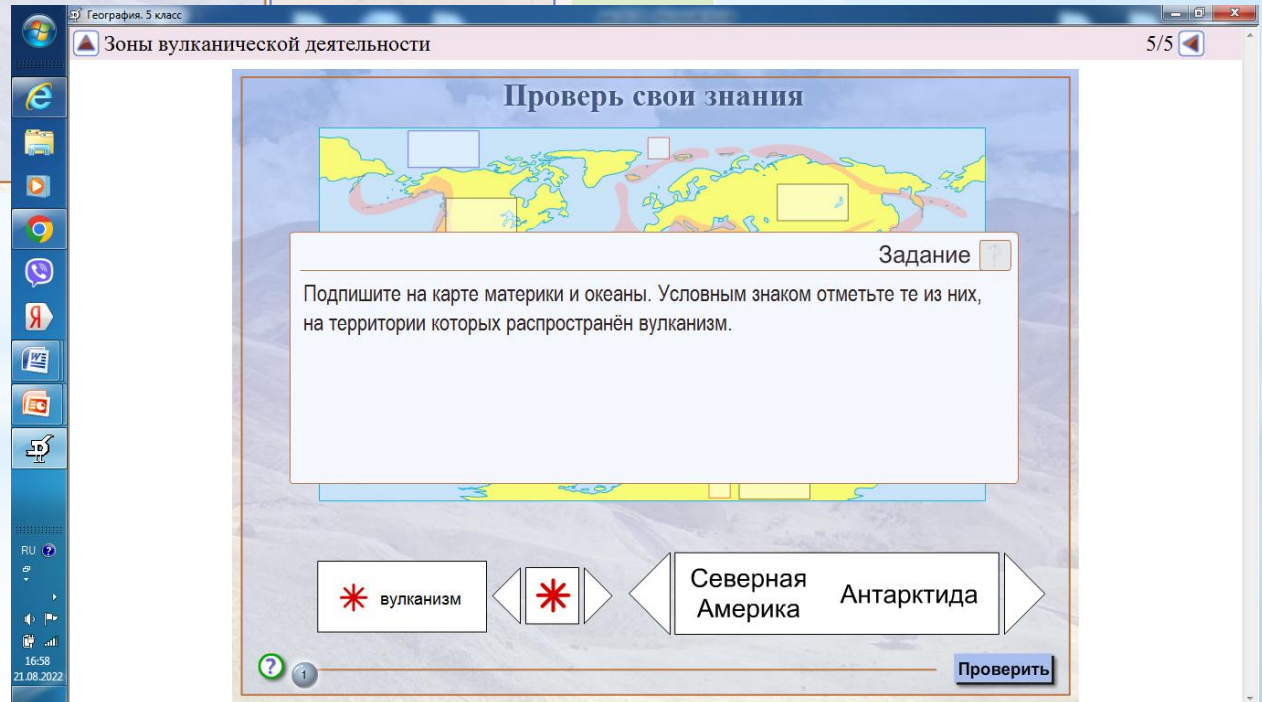 География. 5 класс
Зоны вулканической деятельности
5/5
Проверь свои знания
Задание
Подпишите на карте материки и океаны. Условным знаком отметьте те из них,
на территории которых распространён вулканизм.
вулканизм
Северная
Америка
Антарктида
1
Проверить
RU
16:58
21.08.2022